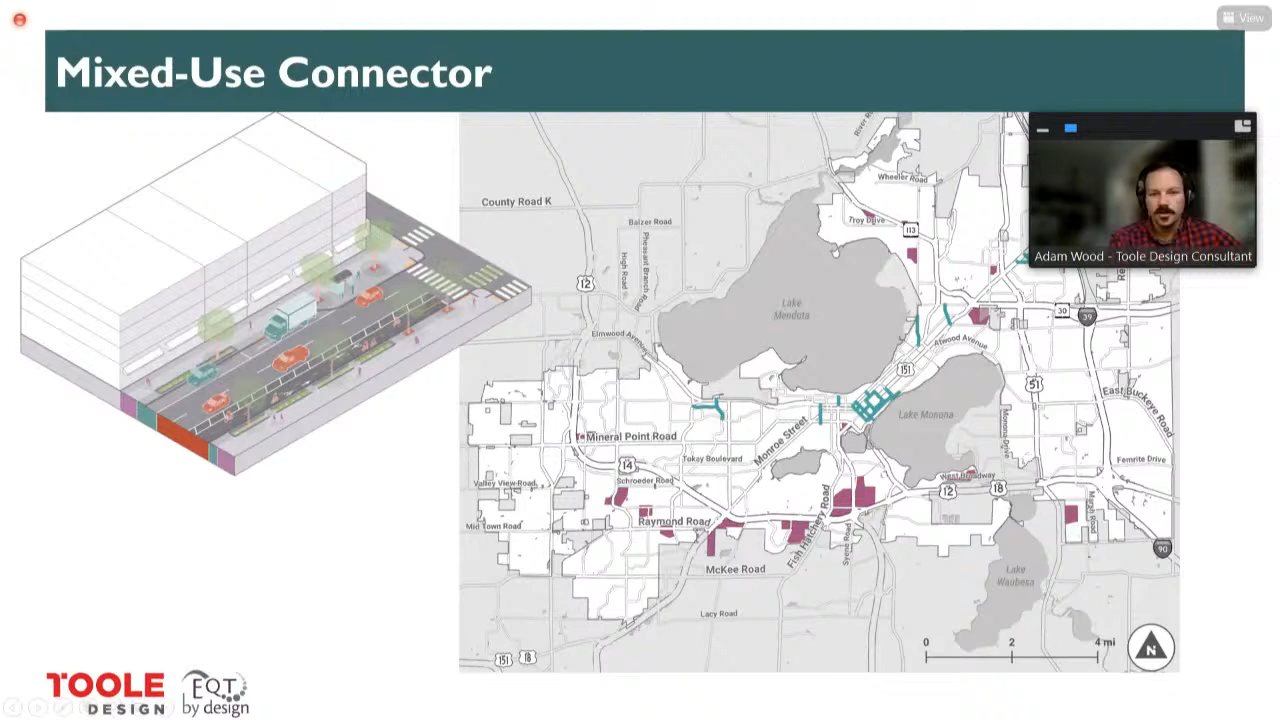 View
Mixed-Use Connector
Adam Wood - Toole Design Consultant
Wheeler Road
County Road K
Balzer Road
Troy Drive
113
High Road
Pheasant Branch Road
12
Lake
Mendota
30
39
Elmwood Avenue
Atwood Avenue
151
51
East Buckeye Road
Lake Monona
Monona Drive
Mineral Point Road
Monroe Street
Tokay Boulevard
Femrite Drive
14
Schroeder Road
West Broadway
Valley View Road
12
18
Mid Town Road
Raymond Road
Fish Hatchery Road
Syene Road
Marsh Road
90
McKee Road
Lake
Waubesa
Lacy Road
0 2 4 mi
N
151 18
TOOLE
DESIGN
EQT
by design